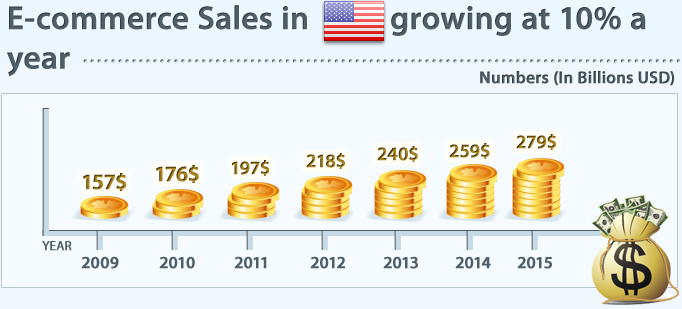 E-commerce Sales in growing at 10% a
year
Numbers (In Billions USD)
157$ 176$ 197$ 218$ 240$ 259$ 279$
YEAR
2009 2010 2011 2012 2013 2014 2015
$